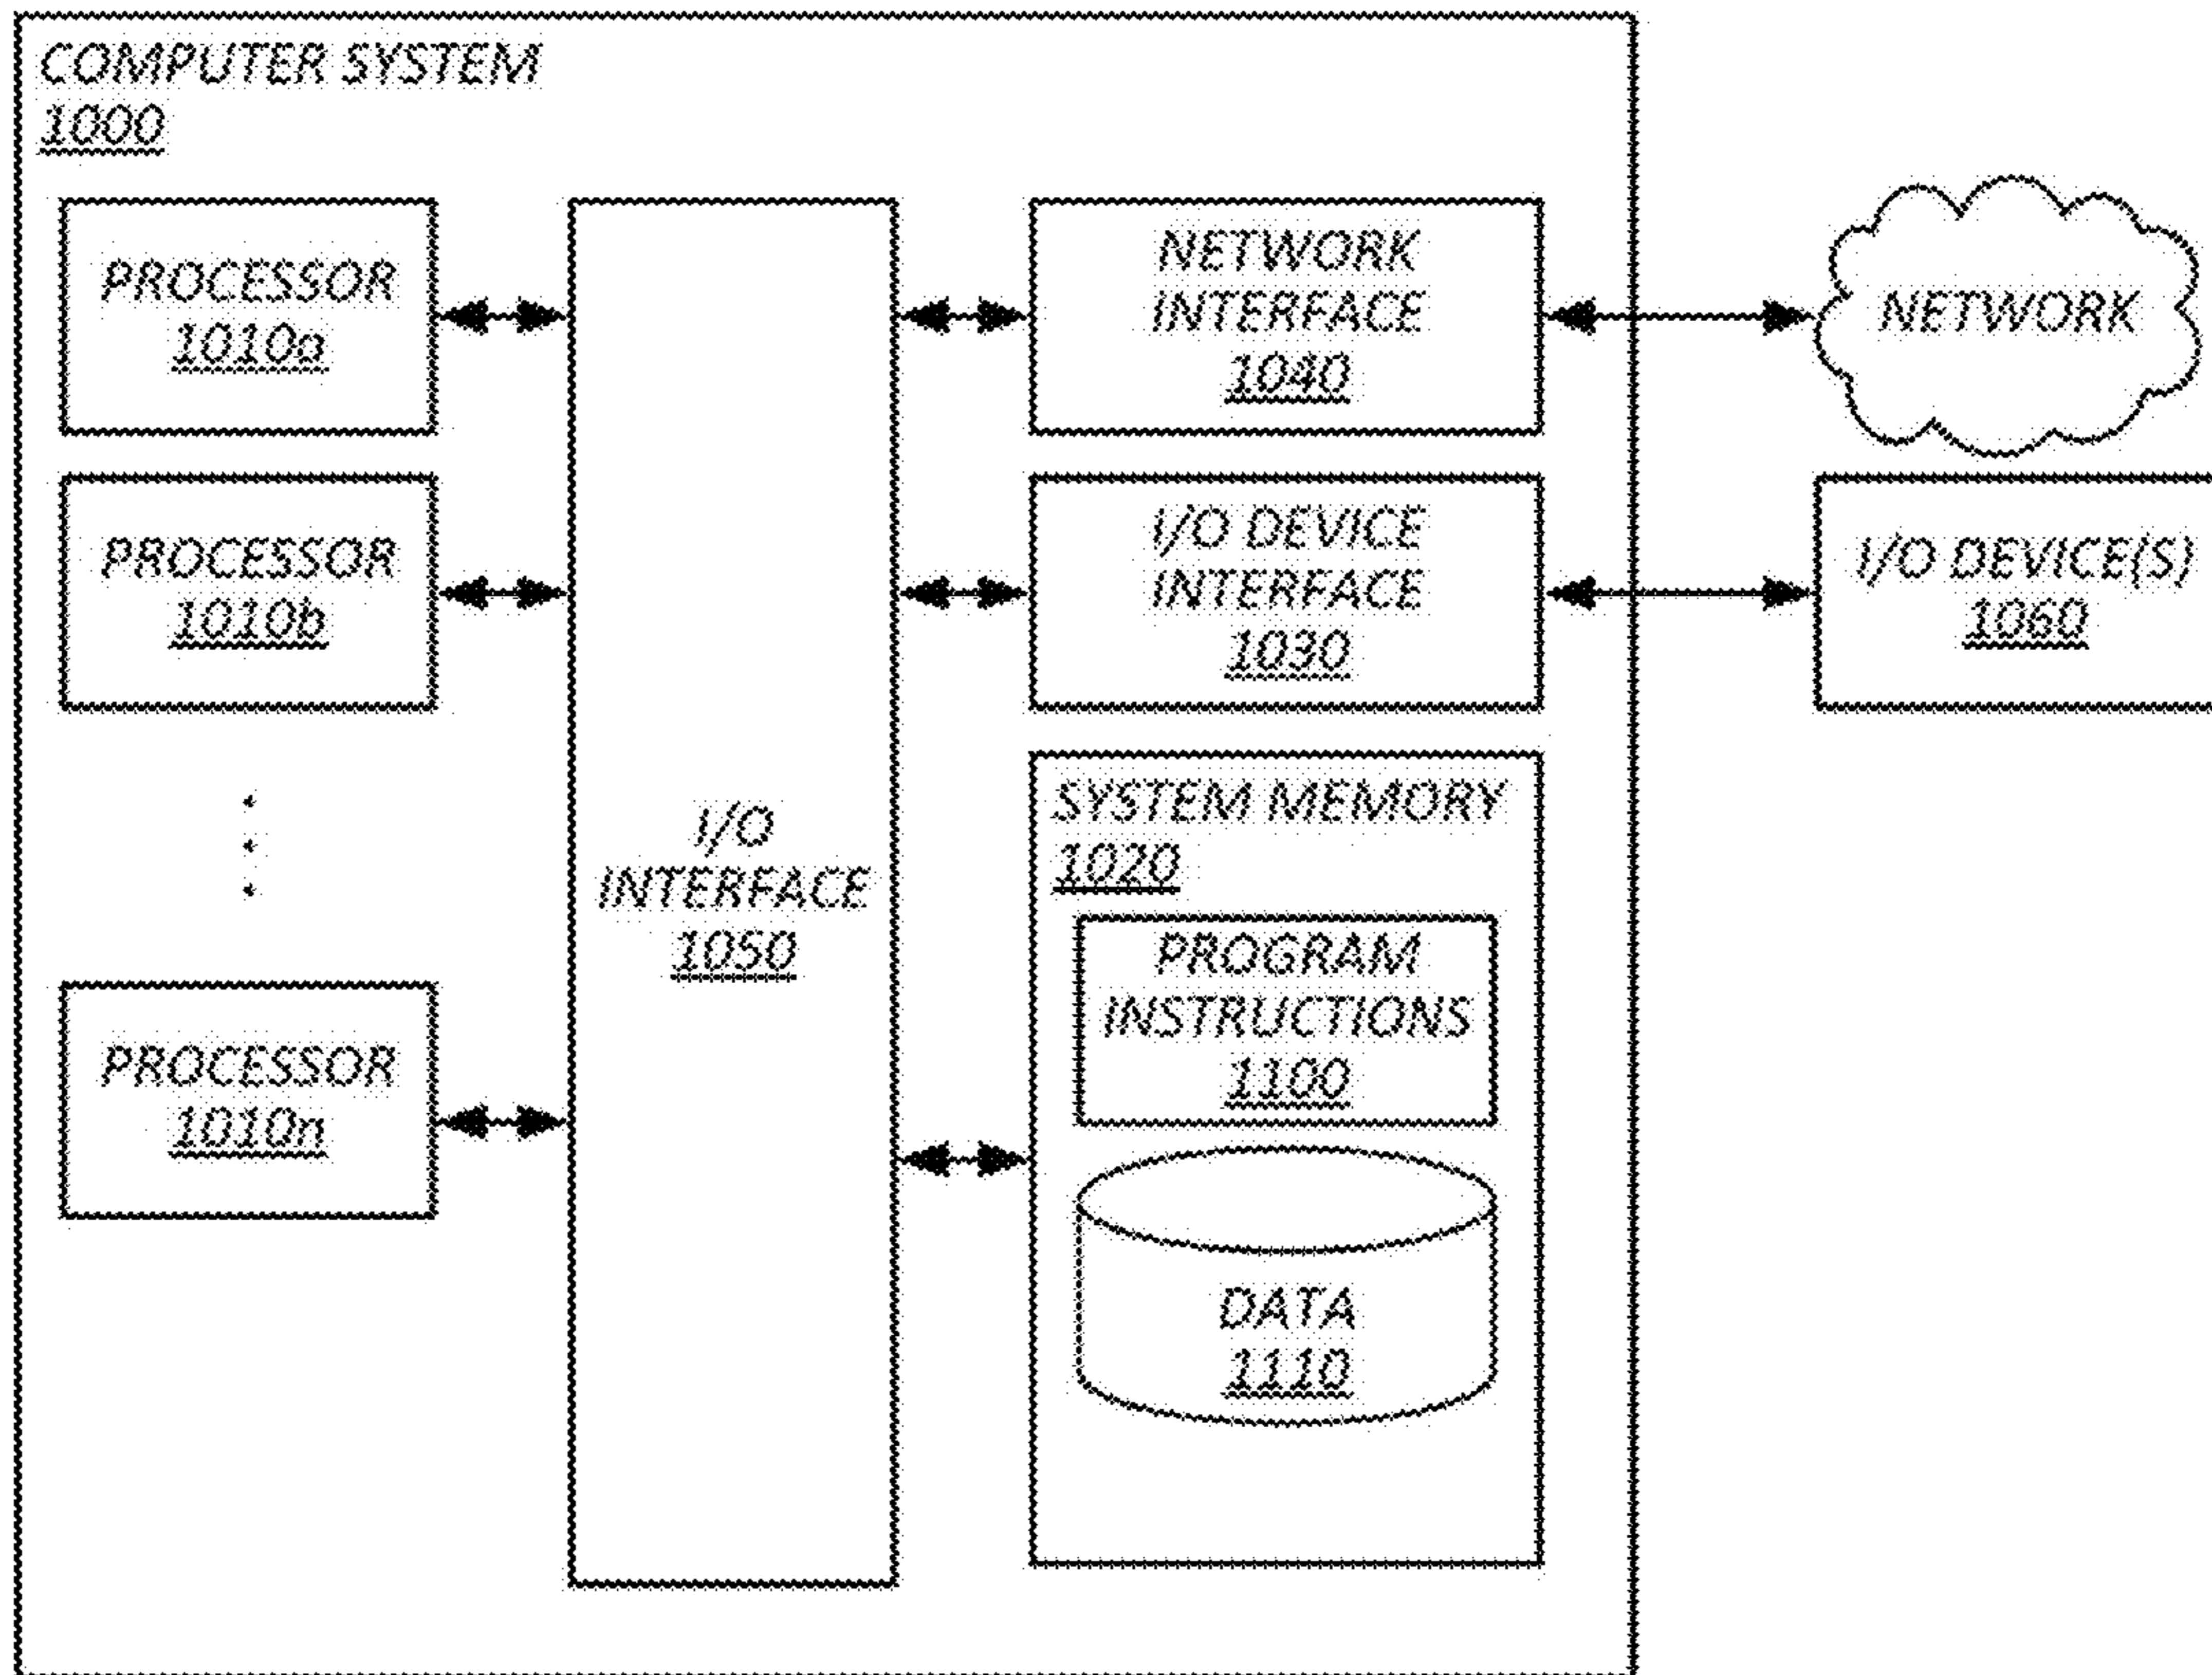 COMPUTER SYSTEM
1000
PROCESSOR
1010a
PROCESSOR
1010b
PROCESSOR
1010n
I/O
INTERFACE
1050
NETWORK
INTERFACE
1040
I/O DEVICE
INTERFACE
1030
SYSTEM MEMORY
1020
PROGRAM
INSTRUCTIONS
1100
DATA
1110
NETWORK
I/O DEVICE(S)
1060